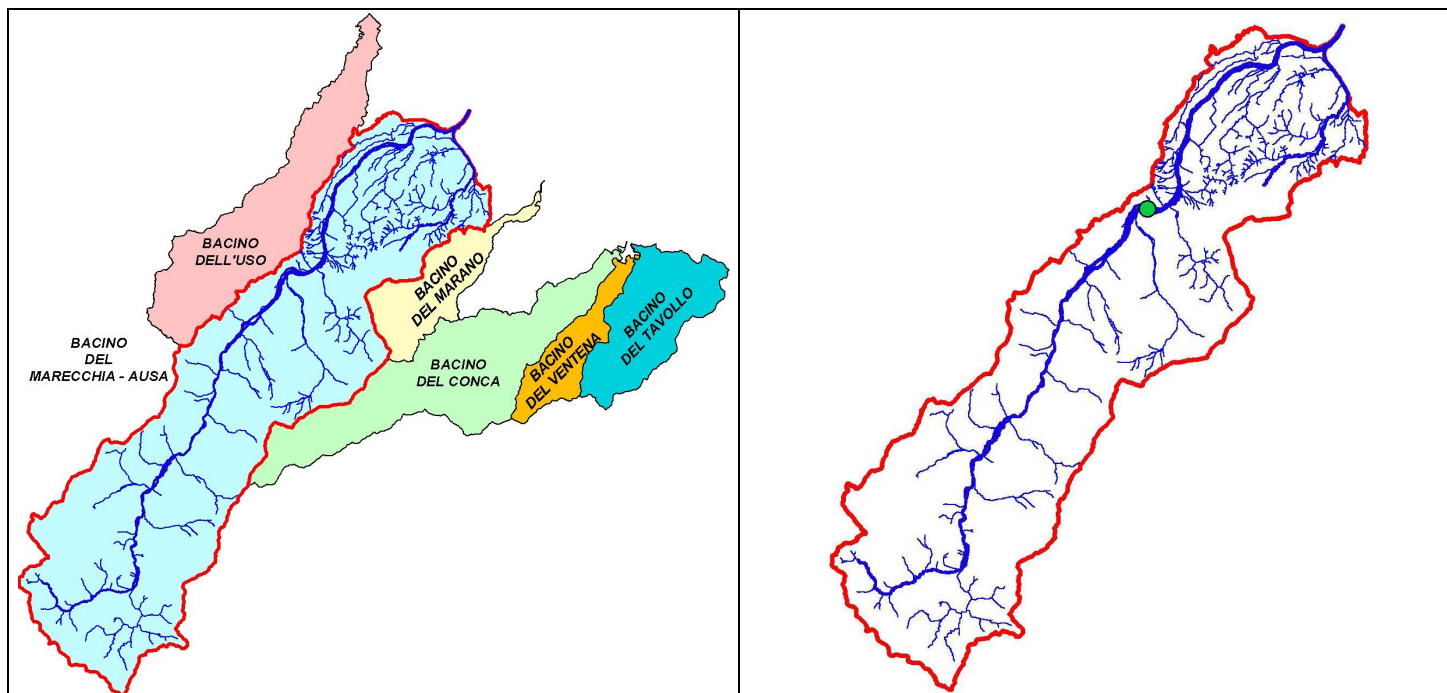 BACINO
DELL'USO
BACINO
DEL MARANO
BACINO
DEL
MARECCHIA - AUSA
BACINO
DEL CONCA
BACINO
DEL VENTENA
BACINO
DEL TAVOLLO